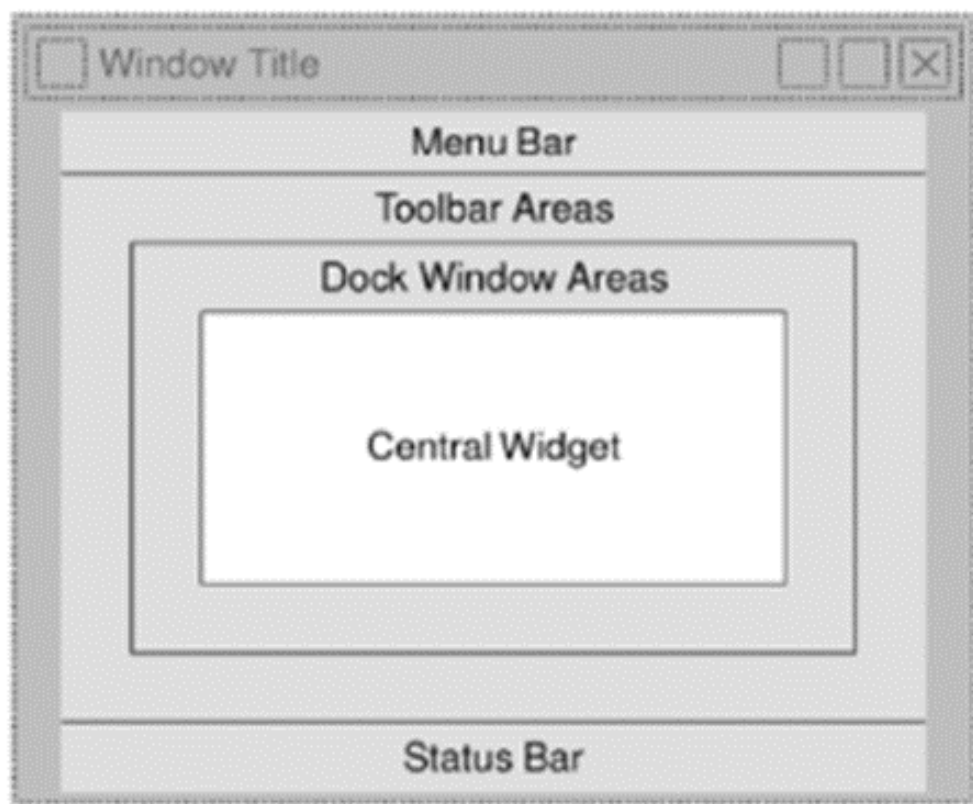 Window Title
Menu Bar
Toolbar Areas
Dock Window Areas
Central Widget
Status Bar